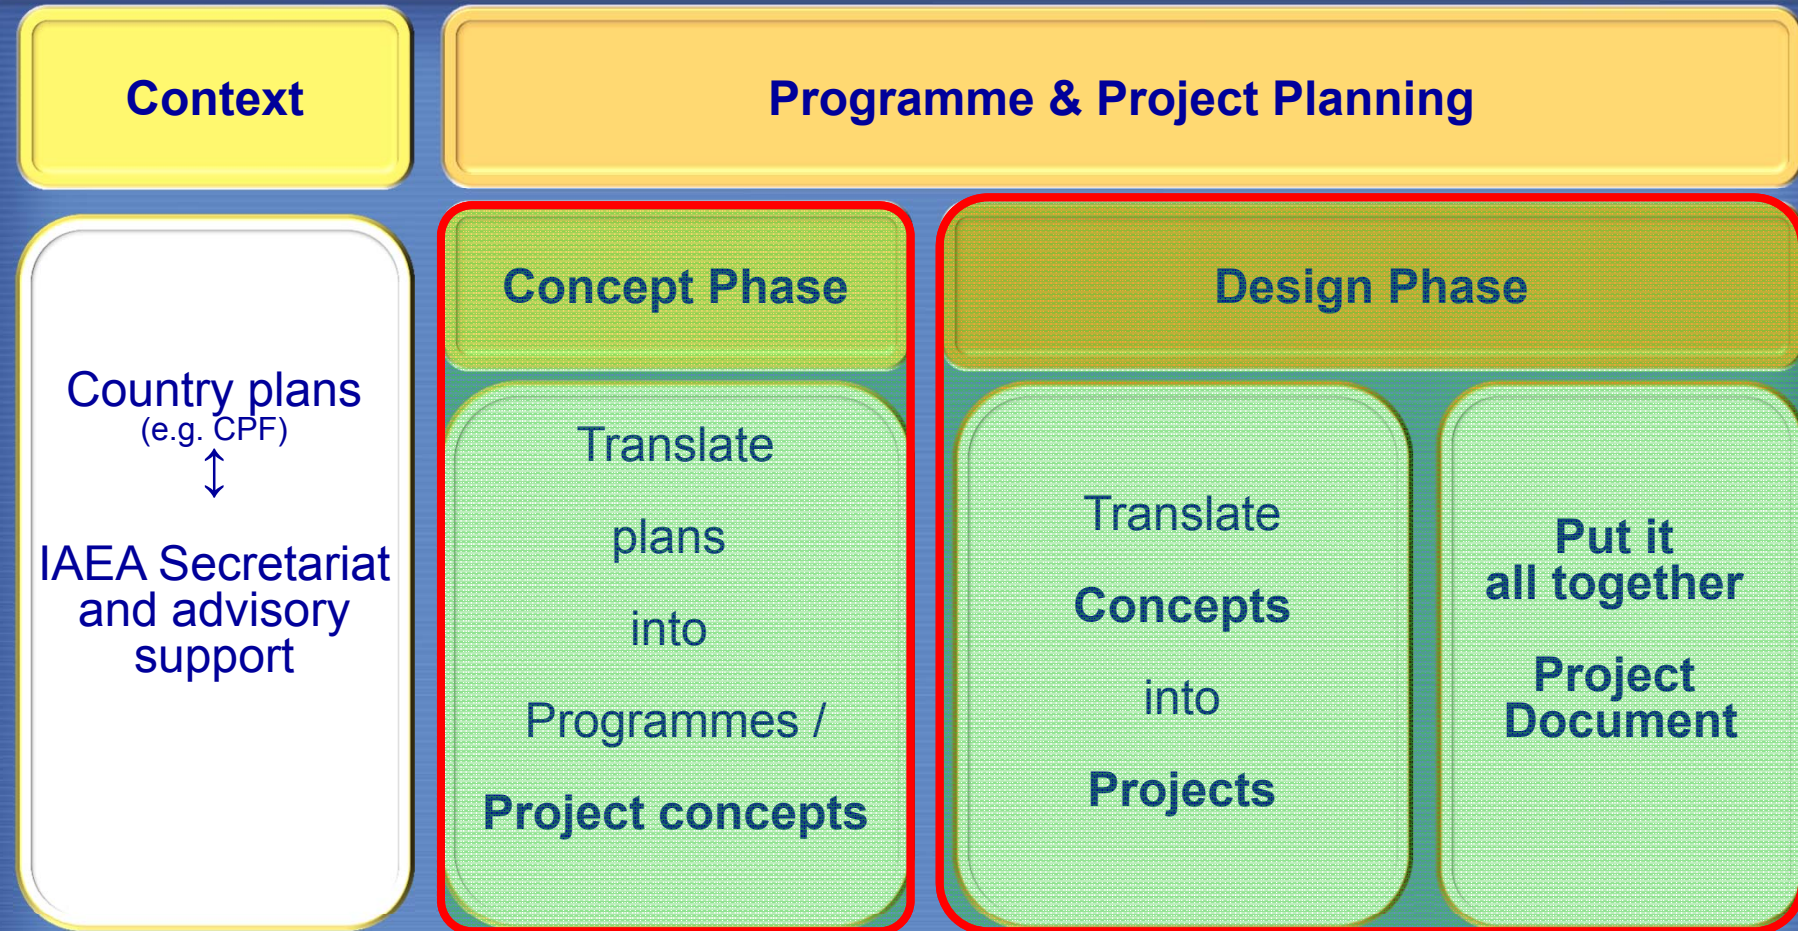 Context
Programme & Project Planning
Country plans
(e.g. CPF)
↕
IAEA Secretariat
and advisory
support
Concept Phase
Translate
plans
into
Programmes /
Project concepts
Design Phase
Translate
Concepts
into
Projects
Put it
all together
Project
Document